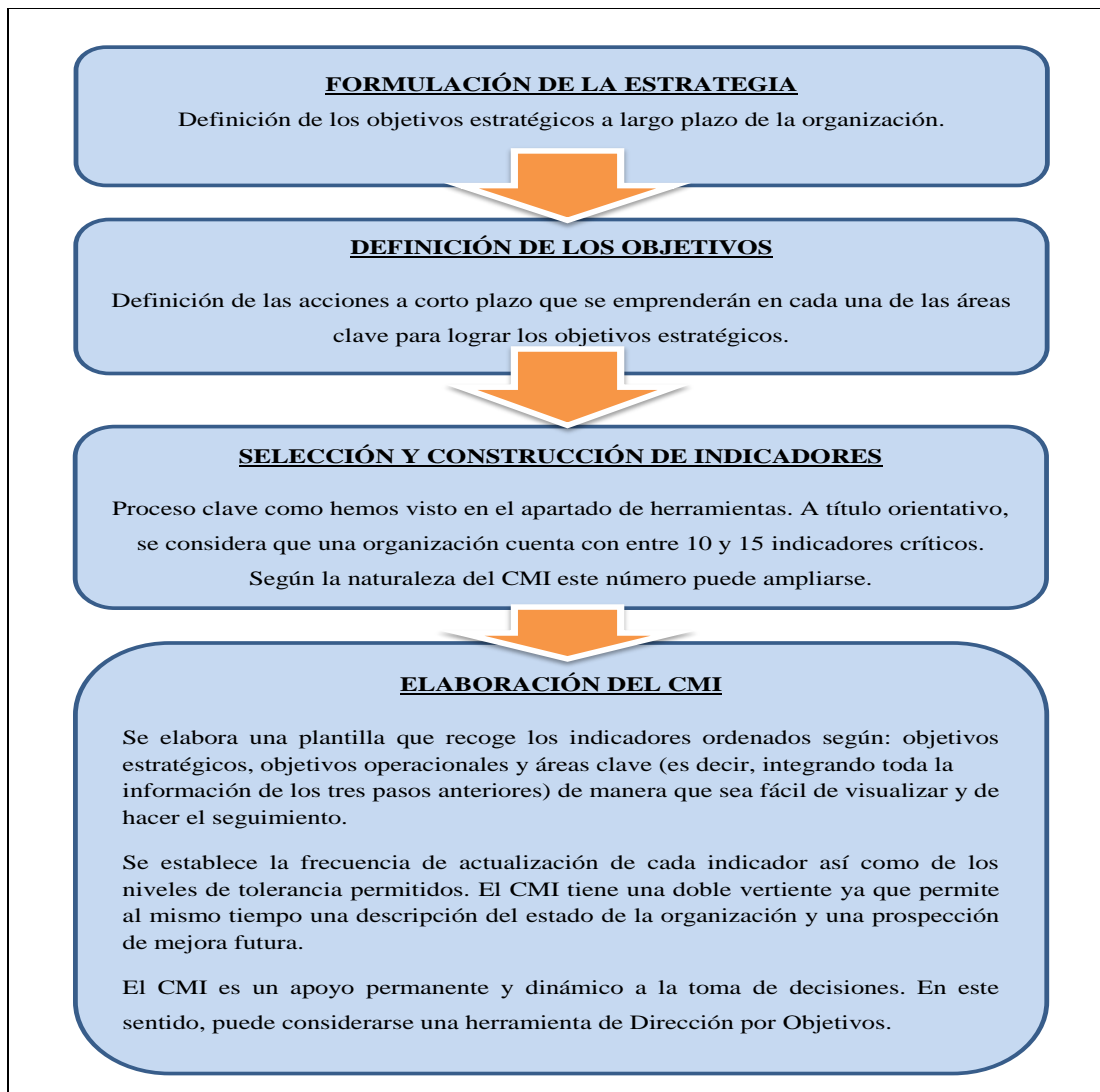 FORMULACIÓN DE LA ESTRATEGIA
Definición de los objetivos estratégicos a largo plazo de la organización.
DEFINICIÓN DE LOS OBJETIVOS
Definición de las acciones a corto plazo que se emprenderán en cada una de las áreas
clave para lograr los objetivos estratégicos.
SELECCIÓN Y CONSTRUCCIÓN DE INDICADORES
Proceso clave como hemos visto en el apartado de herramientas. A título orientativo,
se considera que una organización cuenta con entre 10 y 15 indicadores críticos.
Según la naturaleza del CMI este número puede ampliarse.
ELABORACIÓN DEL CMI
Se elabora una plantilla que recoge los indicadores ordenados según: objetivos
estratégicos, objetivos operacionales y áreas clave (es decir, integrando toda la
información de los tres pasos anteriores) de manera que sea fácil de visualizar y de
hacer el seguimiento.
Se establece la frecuencia de actualización de cada indicador así como de los
niveles de tolerancia permitidos. El CMI tiene una doble vertiente ya que permite
al mismo tiempo una descripción del estado de la organización y una prospección
de mejora futura.
El CMI es un apoyo permanente y dinámico a la toma de decisiones. En este
sentido, puede considerarse una herramienta de Dirección por Objetivos.